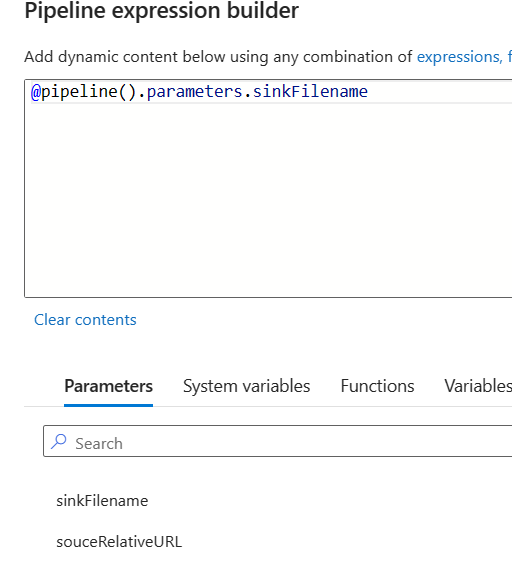 Pipeline expression builder
Add dynamic content below using any combination of expressions, f
@pipeline().parameters.sinkFilename
Clear contents
Parameters System variables Functions Variables
Search
sinkFilename
souceRelativeURL